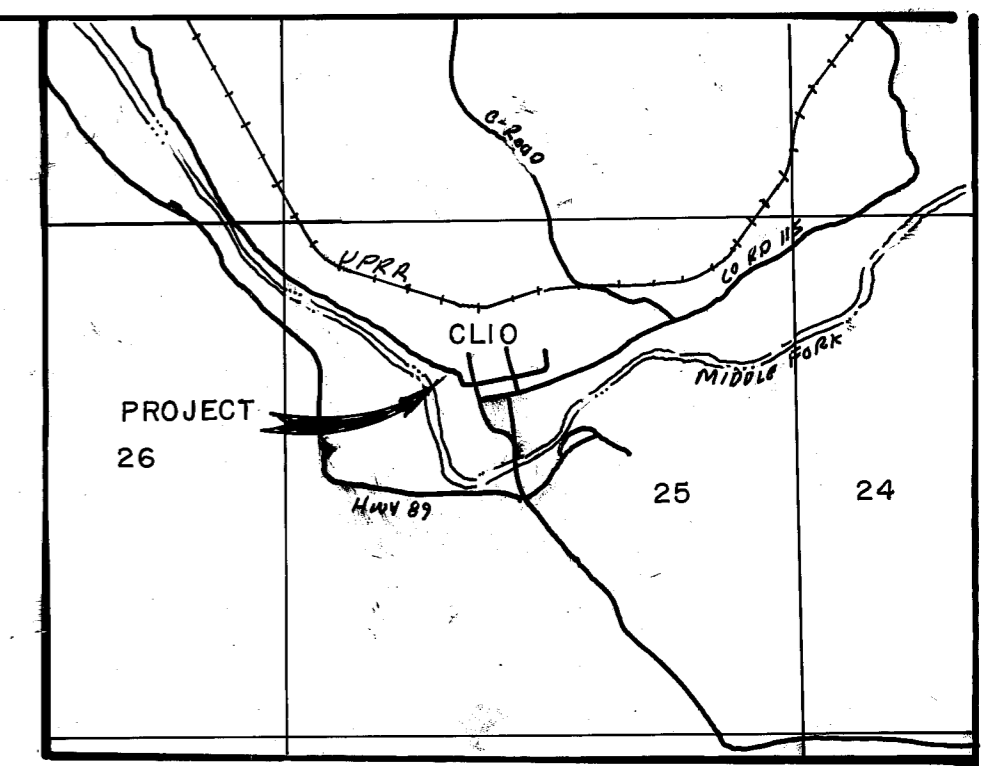 C-Road
CO RD 115
UPRR
CLIO
MIDDLE FORK
PROJECT
26
25
24
HWY 89